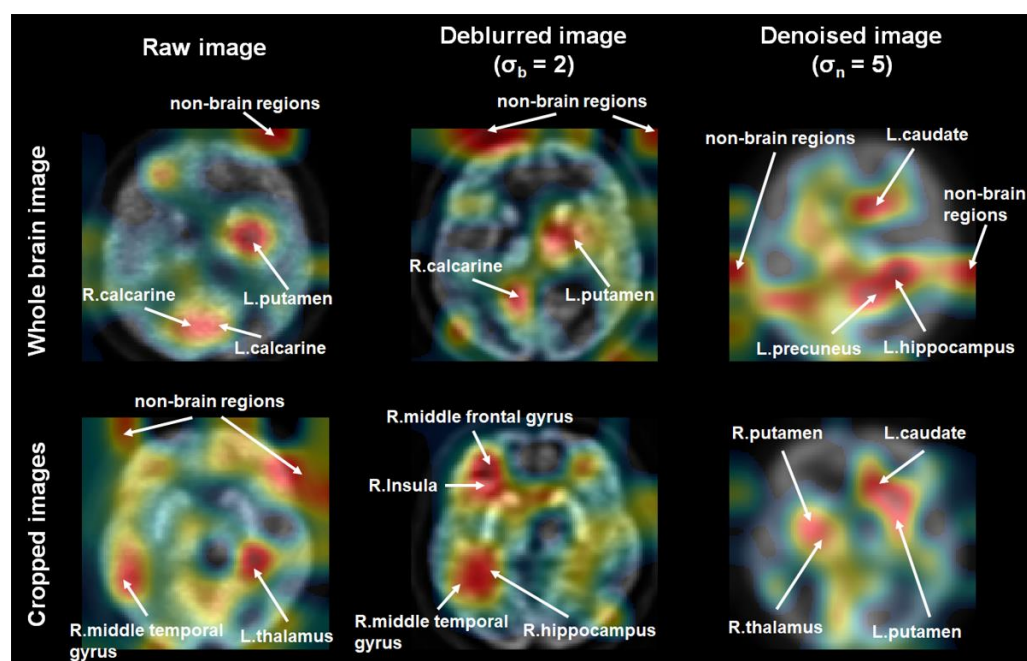 Raw image
Deblurred image
(σb = 2)
Denoised image
(σn = 5)
Whole brain image
non-brain regions
R.calcarine
L.putamen
L.calcarine
non-brain regions
R.calcarine
L.putamen
non-brain regions
L.caudate
non-brain
regions
L.precuneus
L.hippocampus
Cropped images
non-brain regions
R.middle temporal
gyrus
L.thalamus
R.middle frontal gyrus
R.Insula
R.middle temporal
gyrus
R.hippocampus
R.putamen
L.caudate
R.thalamus
L.putamen